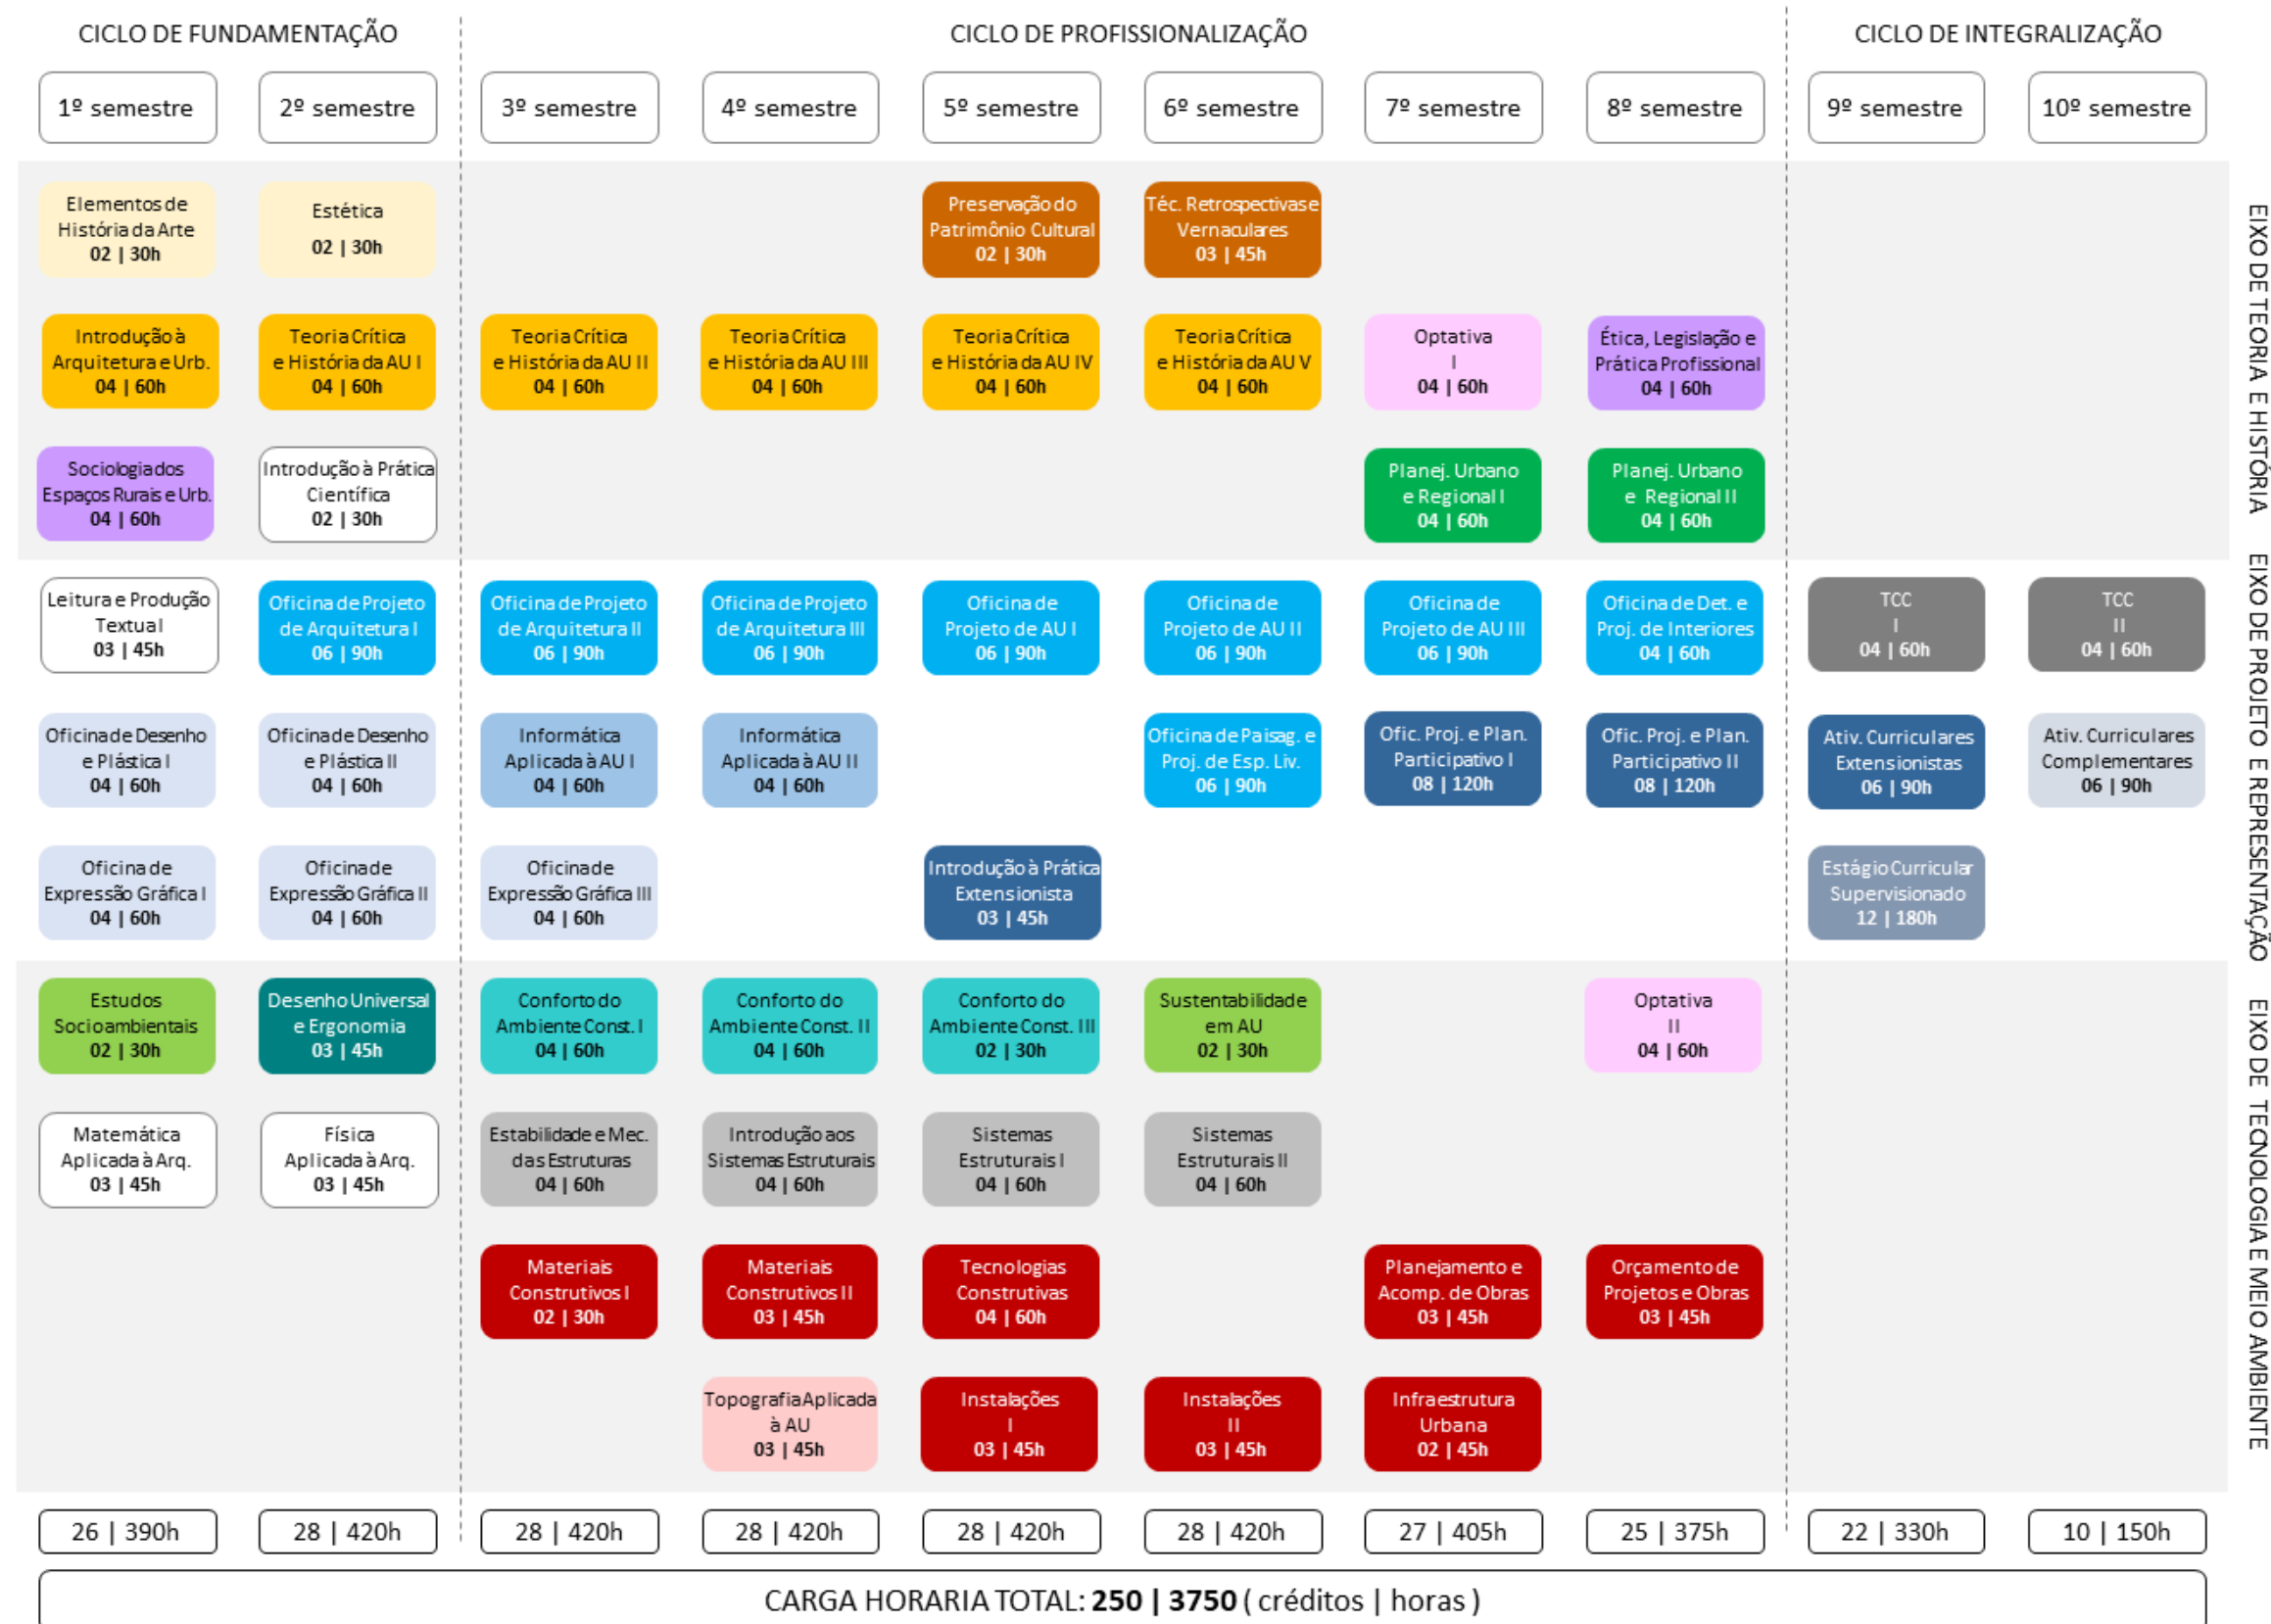 CICLO DE FUNDAMENTAÇÃO
CICLO DE PROFISSIONALIZAÇÃO
CICLO DE INTEGRALIZAÇÃO
1º semestre
2º semestre
3º semestre
4º semestre
5º semestre
6º semestre
7º semestre
8º semestre
9º semestre
10º semestre
Elementos de
História da Arte
02 | 30h
Estética
02 | 30h
Preservação do
Patrimônio Cultural
02 | 30h
Téc. Retrospectivas e
Vernaculares
03 | 45h
Introdução à
Arquitetura e Urb.
04 | 60h
Teoria Crítica
e História da AU I
04 | 60h
Teoria Crítica
e História da AU II
04 | 60h
Teoria Crítica
e História da AU III
04 | 60h
Teoria Crítica
e História da AU IV
04 | 60h
Teoria Crítica
e História da AU V
04 | 60h
Optativa
I
04 | 60h
Ética, Legislação e
Prática Profissional
04 | 60h
Sociologia dos
Espaços Rurais e Urb.
04 | 60h
Introdução à Prática
Científica
02 | 30h
Planej. Urbano
e Regional I
04 | 60h
Planej. Urbano
e Regional II
04 | 60h
EIXO DE TEORIA E HISTÓRIA
Leitura e Produção
Textual
03 | 45h
Oficina de Projeto
de Arquitetura I
06 | 90h
Oficina de Projeto
de Arquitetura II
06 | 90h
Oficina de Projeto
de Arquitetura III
06 | 90h
Oficina de
Projeto de AU I
06 | 90h
Oficina de
Projeto de AU II
06 | 90h
Oficina de
Projeto de AU III
06 | 90h
Oficina de Det. e
Proj. de Interiores
04 | 60h
TCC
I
04 | 60h
TCC
II
04 | 60h
Oficina de Desenho
e Plástica I
04 | 60h
Oficina de Desenho
e Plástica II
04 | 60h
Informática
Aplicada à AU I
04 | 60h
Informática
Aplicada à AU II
04 | 60h
Oficina de Paisag. e
Proj. de Esp. Liv.
06 | 90h
Ofic. Proj. e Plan.
Participativo I
08 | 120h
Ofic. Proj. e Plan.
Participativo II
08 | 120h
Ativ. Curriculares
Extensionistas
06 | 90h
Ativ. Curriculares
Complementares
06 | 90h
Oficina de
Expressão Gráfica I
04 | 60h
Oficina de
Expressão Gráfica II
04 | 60h
Oficina de
Expressão Gráfica III
04 | 60h
Introdução à Prática
Extensionista
03 | 45h
Estágio Curricular
Supervisionado
12 | 180h
EIXO DE PROJETO E REPRESENTAÇÃO
Estudos
Socioambientais
02 | 30h
Desenho Universal
e Ergonomia
03 | 45h
Conforto do
Ambiente Const. I
04 | 60h
Conforto do
Ambiente Const. II
04 | 60h
Conforto do
Ambiente Const. III
02 | 30h
Sustentabilidade
em AU
02 | 30h
Optativa
II
04 | 60h
Matemática
Aplicada à Arq.
03 | 45h
Física
Aplicada à Arq.
03 | 45h
Estabilidade e Mec.
das Estruturas
04 | 60h
Introdução aos
Sistemas Estruturais
04 | 60h
Sistemas
Estruturais I
04 | 60h
Sistemas
Estruturais II
04 | 60h
Materiais
Construtivos I
02 | 30h
Materiais
Construtivos II
03 | 45h
Tecnologias
Construtivas
04 | 60h
Planejamento e
Acomp. de Obras
03 | 45h
Orçamento de
Projetos e Obras
03 | 45h
Topografia Aplicada
à AU
03 | 45h
Instalações
I
03 | 45h
Instalações
II
03 | 45h
Infraestrutura
Urbana
02 | 45h
EIXO DE TECNOLOGIA E MEIO AMBIENTE
26 | 390h
28 | 420h
28 | 420h
28 | 420h
28 | 420h
28 | 420h
27 | 405h
25 | 375h
22 | 330h
10 | 150h
CARGA HORARIA TOTAL: 250 | 3750 ( créditos | horas )